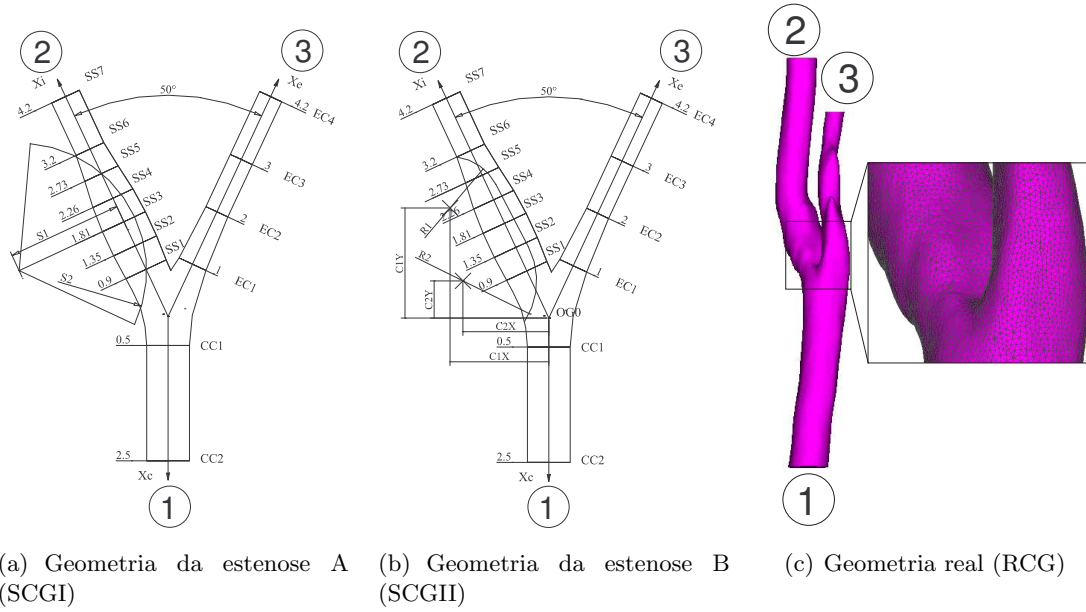 2
3
Xi
SS7
Xe
4.2
50°
4.2
EC4
SS6
3.2
SS5
3
EC3
2.73
SS4
2.26
SS3
S1
1.81
SS2
2
EC2
1.35
SS1
S2
0.9
1
EC1
0.5
CC1
2.5
CC2
Xc
1
2
3
Xi
SS7
Xe
4.2
50°
4.2
EC4
SS6
3.2
SS5
3
EC3
2.73
SS4
SS3
R1
1.81
SS2
2
EC2
C1Y
R2
1.35
SS1
0.9
1
EC1
C2Y
OG0
C2X
0.5
CC1
C1X
2.5
CC2
Xc
1
2
3
1
(a) Geometria da estenose A
(SCGI)
(b) Geometria da estenose B
(SCGII)
(c) Geometria real (RCG)